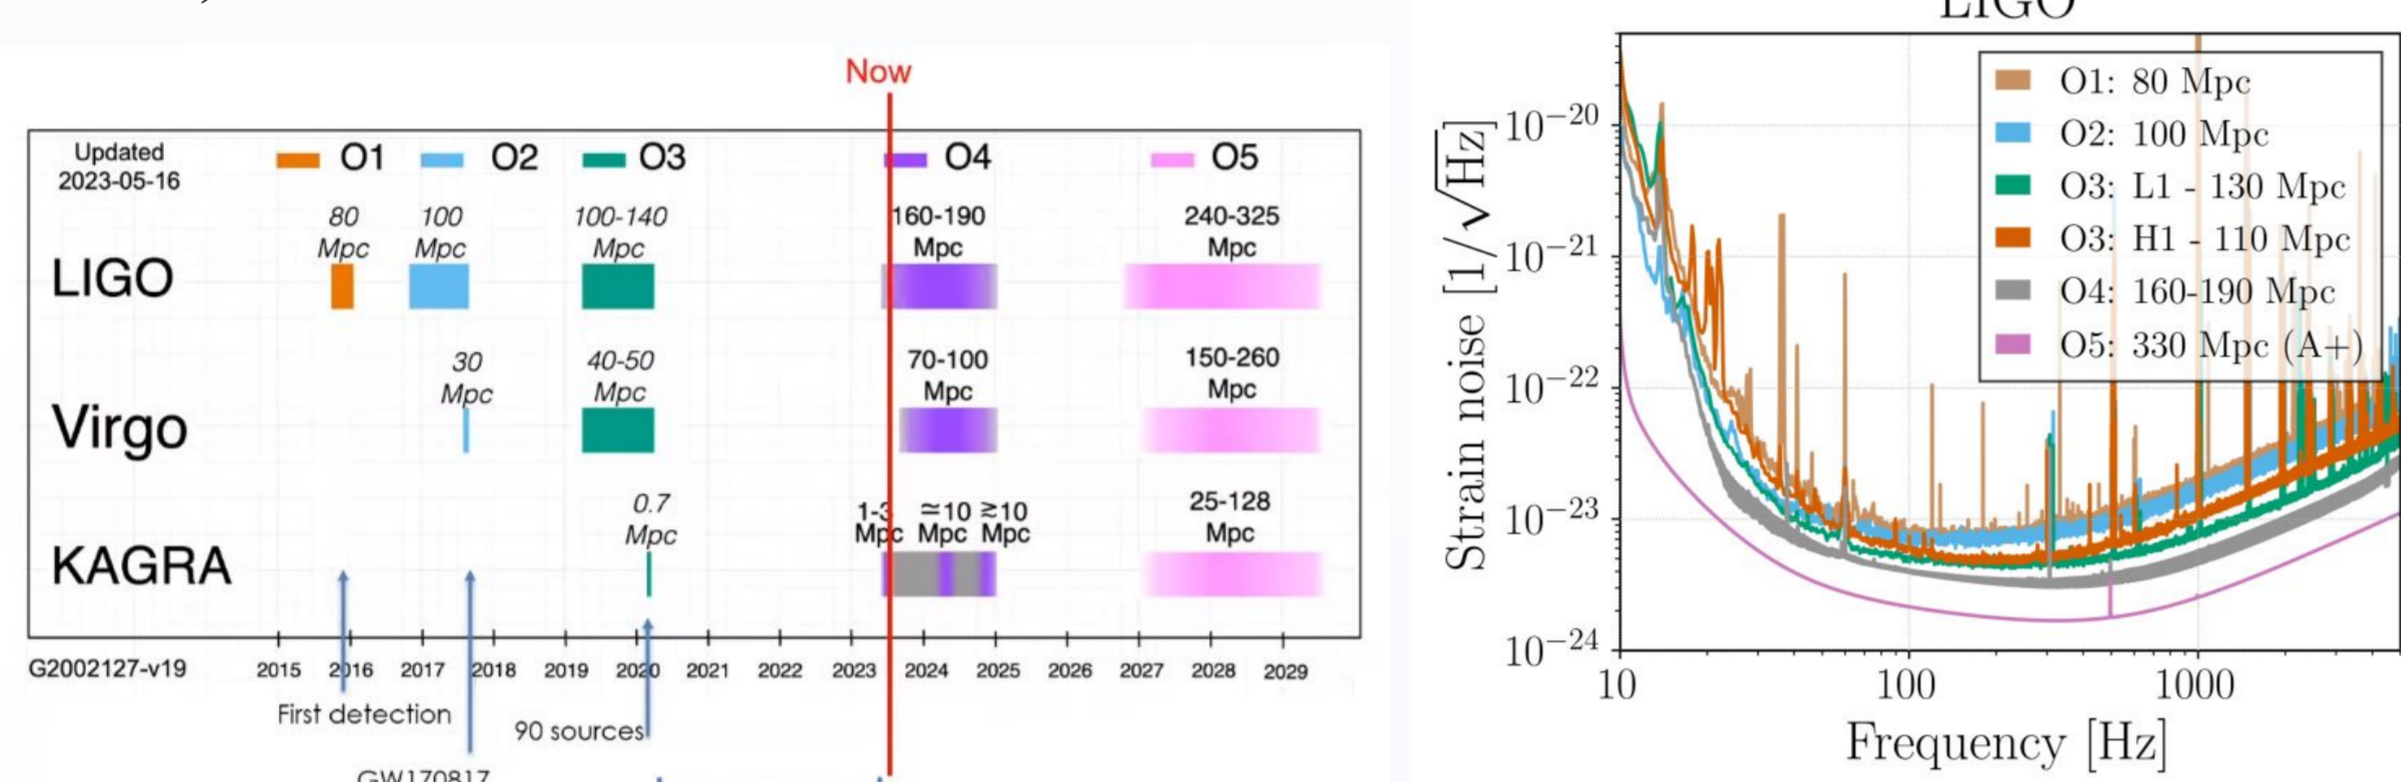 Now
Updated
2023-05-16
O1
O2
O3
O4
O5
80
Mpc
100
Mpc
100-140
Mpc
160-190
Mpc
240-325
Mpc
LIGO
30
Mpc
40-50
Mpc
70-100
Mpc
150-260
Mpc
Virgo
0.7
Mpc
1-3
Mpc
≃10
Mpc
≳10
Mpc
25-128
Mpc
KAGRA
G2002127-v19
2015 2016 2017 2018 2019 2020 2021 2022 2023 2024 2025 2026 2027 2028 2029
First detection
90 sources
GW170817
LIGO
O1: 80 Mpc
O2: 100 Mpc
O3: L1 - 130 Mpc
O3: H1 - 110 Mpc
O4: 160-190 Mpc
O5: 330 Mpc (A+)
Strain noise [1/√Hz]
10⁻²⁰
10⁻²¹
10⁻²²
10⁻²³
10⁻²⁴
10 100 1000
Frequency [Hz]